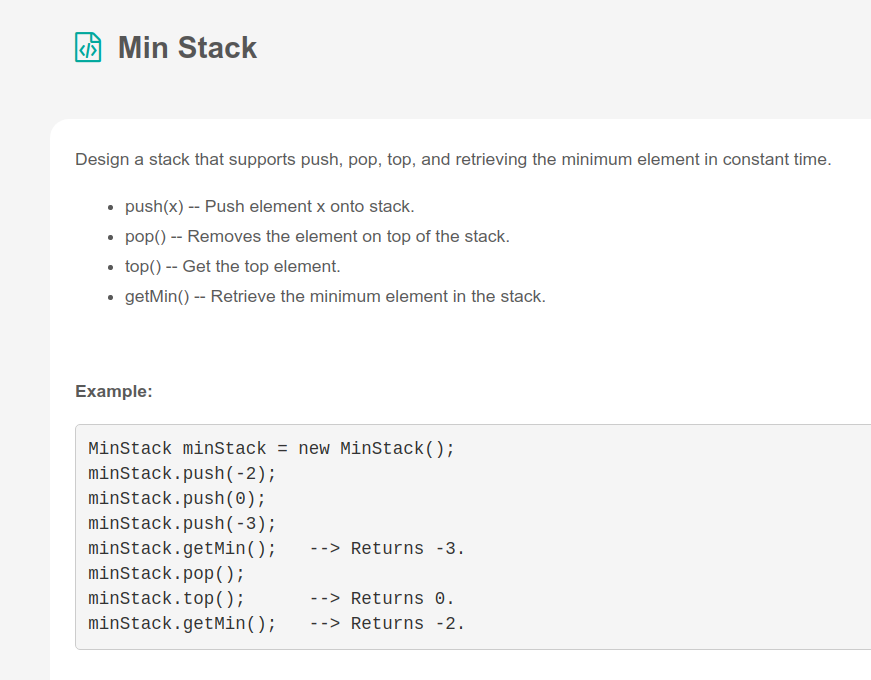 Min Stack
Design a stack that supports push, pop, top, and retrieving the minimum element in constant time.
• push(x) -- Push element x onto stack.
• pop() -- Removes the element on top of the stack.
• top() -- Get the top element.
• getMin() -- Retrieve the minimum element in the stack.
Example:
MinStack minStack = new MinStack();
minStack.push(-2);
minStack.push(0);
minStack.push(-3);
minStack.getMin();   --> Returns -3.
minStack.pop();
minStack.top();      --> Returns 0.
minStack.getMin();   --> Returns -2.